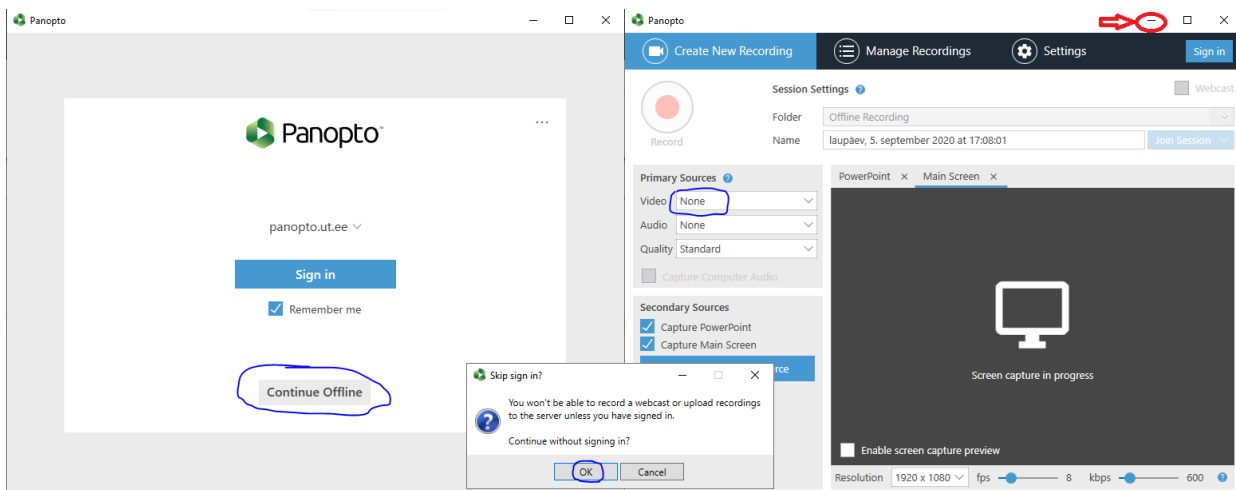 Panopto
Panopto
...
panopto.ut.ee
Sign in
Remember me
Continue Offline
Skip sign in?
You won't be able to record a webcast or upload recordings
to the server unless you have signed in.
Continue without signing in?
OK
Cancel
Panopto
Create New Recording
Manage Recordings
Settings
Sign in
Record
Session Settings
Webcast
Folder
Offline Recording
Name
laupäev, 5. september 2020 at 17:08:01
Join Session
Primary Sources
Video
None
Audio
None
Quality
Standard
Capture Computer Audio
Secondary Sources
Capture PowerPoint
Capture Main Screen
PowerPoint
Main Screen
Screen capture in progress
Enable screen capture preview
Resolution
1920 x 1080
fps
8
kbps
600